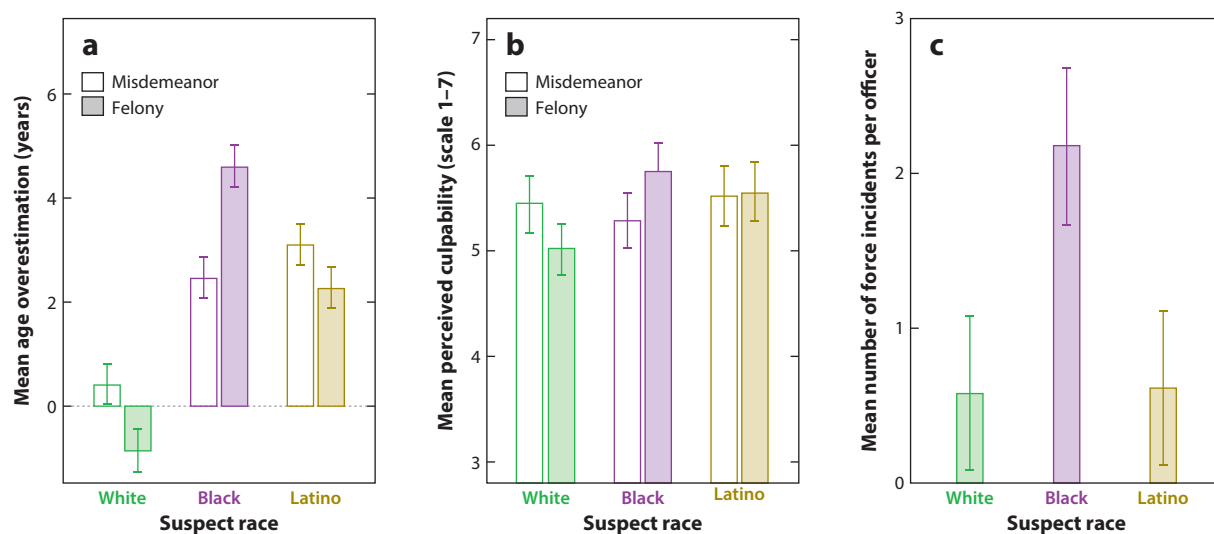 a
Misdemeanor
Felony
Mean age overestimation (years)
6
4
2
0
White
Black
Latino
Suspect race
b
Misdemeanor
Felony
Mean perceived culpability (scale 1–7)
7
6
5
4
3
White
Black
Latino
Suspect race
c
Mean number of force incidents per officer
3
2
1
0
White
Black
Latino
Suspect race